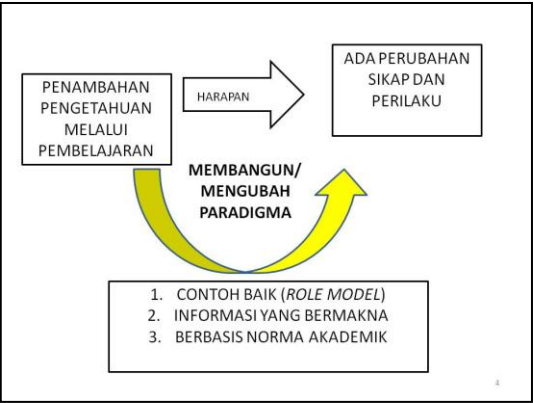 PENAMBAHAN
PENGETAHUAN
MELALUI
PEMBELAJARAN
HARAPAN
ADA PERUBAHAN
SIKAP DAN
PERILAKU
MEMBANGUN/
MENGUBAH
PARADIGMA
1. CONTOH BAIK (ROLE MODEL)
2. INFORMASI YANG BERMAKNA
3. BERBASIS NORMA AKADEMIK
4